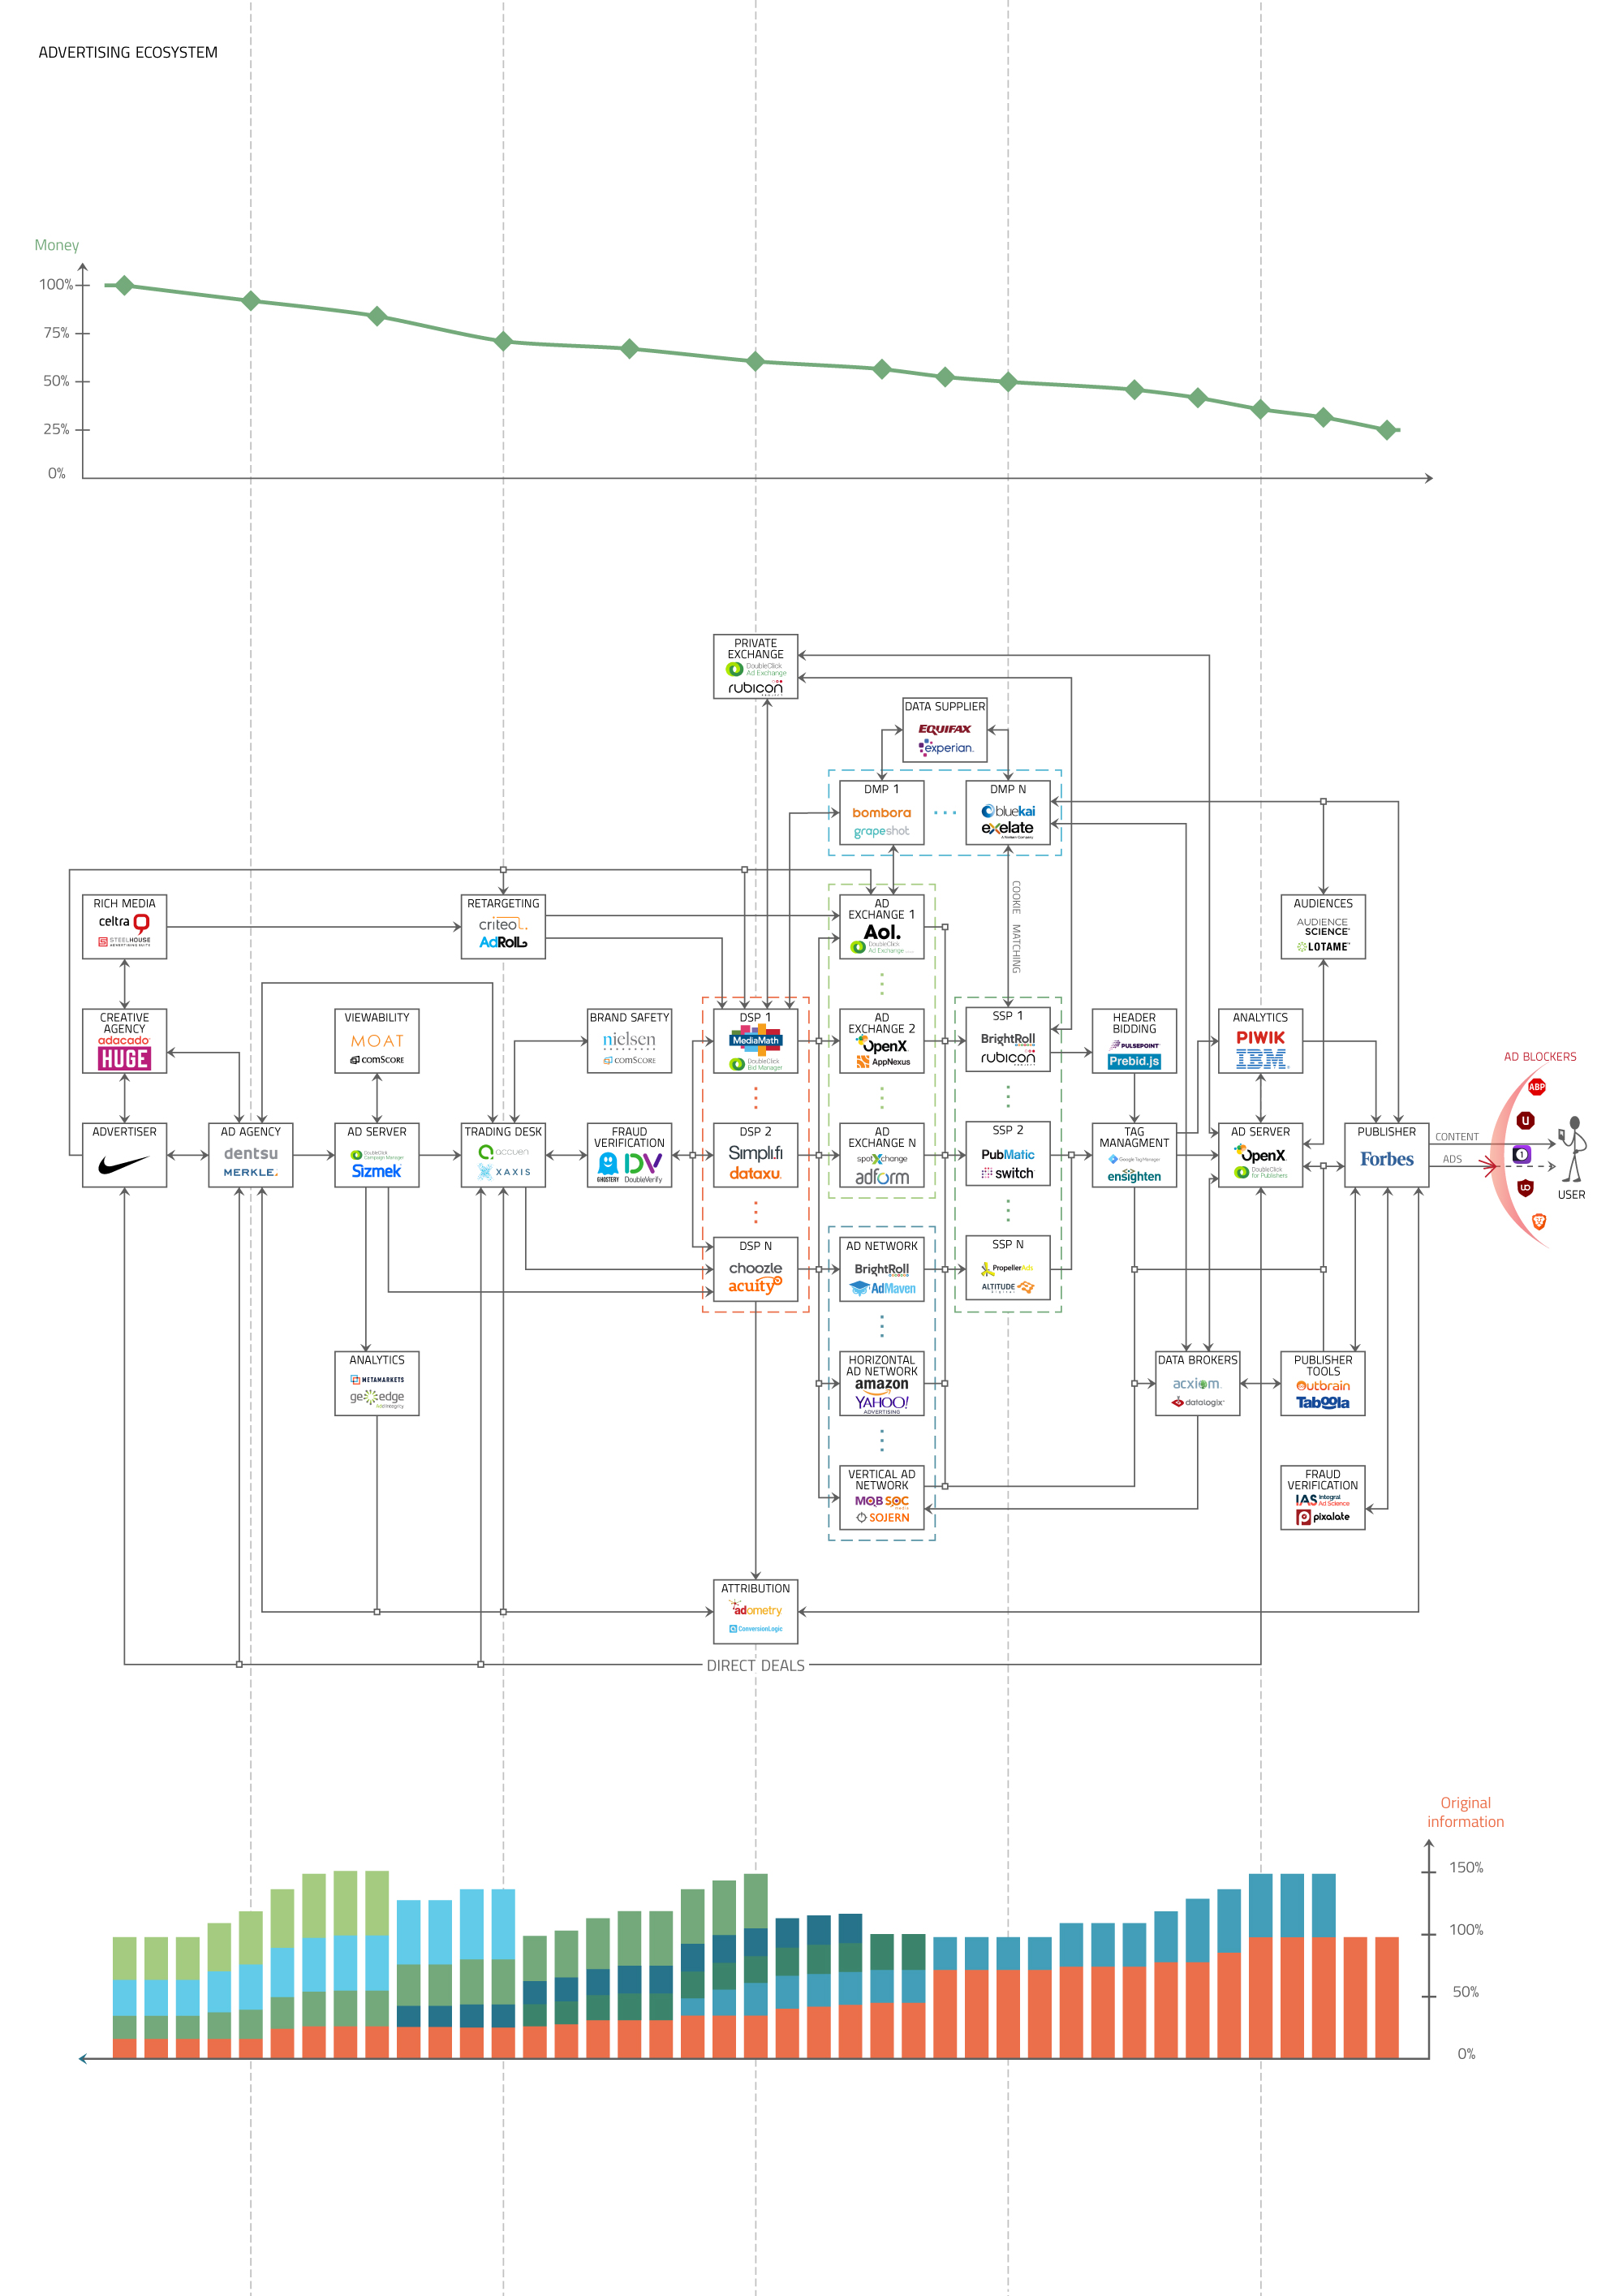 ADVERTISING ECOSYSTEM
Money
100%
75%
50%
25%
0%
PRIVATE
EXCHANGE
DoubleClick
Ad Exchange
rubicon
DATA SUPPLIER
EQUIFAX
experian.
DMP 1
bombora
grapeshot
DMP N
bluekai
exelate
COOKIE MATCHING
RICH MEDIA
celtra
STEELHOUSE
RETARGETING
criteo
AdRoll
AD
EXCHANGE 1
Aol.
DoubleClick
Ad Exchange
AUDIENCES
AUDIENCE
SCIENCE
LOTAME
CREATIVE
AGENCY
adacado
HUGE
VIEWABILITY
MOAT
comSCORE
BRAND SAFETY
nielsen
comSCORE
DSP 1
MediaMath
DoubleClick
Bid Manager
AD
EXCHANGE 2
OpenX
AppNexus
SSP 1
BrightRoll
rubicon
HEADER
BIDDING
PULSEPOINT
Prebid.js
ANALYTICS
PIWIK
IBM
AD BLOCKERS
ABP
ADVERTISER
AD AGENCY
dentsu
MERKLE
AD SERVER
DoubleClick
Campaign Manager
Sizmek
TRADING DESK
accuen
XAXIS
FRAUD
VERIFICATION
DV
GHOSTERY DoubleVerify
DSP 2
Simpli.fi
dataxu
AD
EXCHANGE N
spotXchange
adform
SSP 2
PubMatic
switch
TAG
MANAGMENT
Google Tag Manager
ensighten
AD SERVER
OpenX
DoubleClick
for Publishers
PUBLISHER
Forbes
CONTENT
ADS
USER
DSP N
choozle
acuity
AD NETWORK
BrightRoll
AdMaven
SSP N
PropellerAds
ALTITUDE
digital
ANALYTICS
METAMARKETS
geoedge
HORIZONTAL
AD NETWORK
amazon
YAHOO!
ADVERTISING
DATA BROKERS
acxiom
datalogix
PUBLISHER
TOOLS
Outbrain
Taboola
VERTICAL AD
NETWORK
MOBSOC
SOJERN
FRAUD
VERIFICATION
IAS Integral
Ad Science
pixalate
ATTRIBUTION
adometry
ConversionLogic
DIRECT DEALS
Original
information
150%
100%
50%
0%